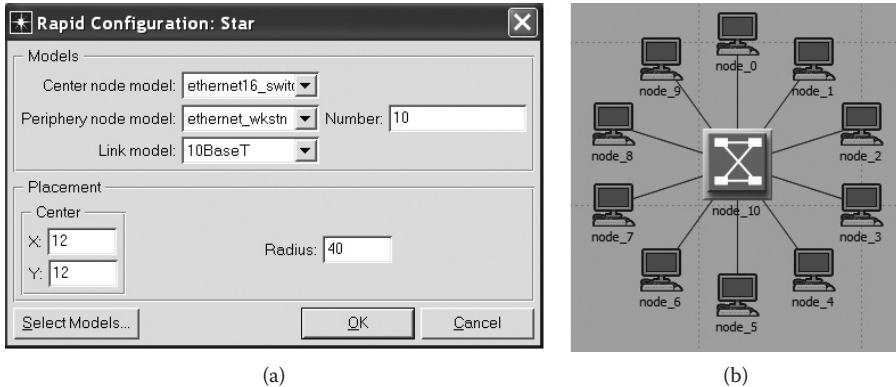 Rapid Configuration: Star
Models
Center node model: ethernet16_switc
Periphery node model: ethernet_wkstn Number: 10
Link model: 10BaseT
Placement
Center
X: 12
Y: 12
Radius: 40
Select Models... OK Cancel
(a)
node_0
node_9
node_1
node_8
node_2
node_10
node_7
node_3
node_6
node_4
node_5
(b)